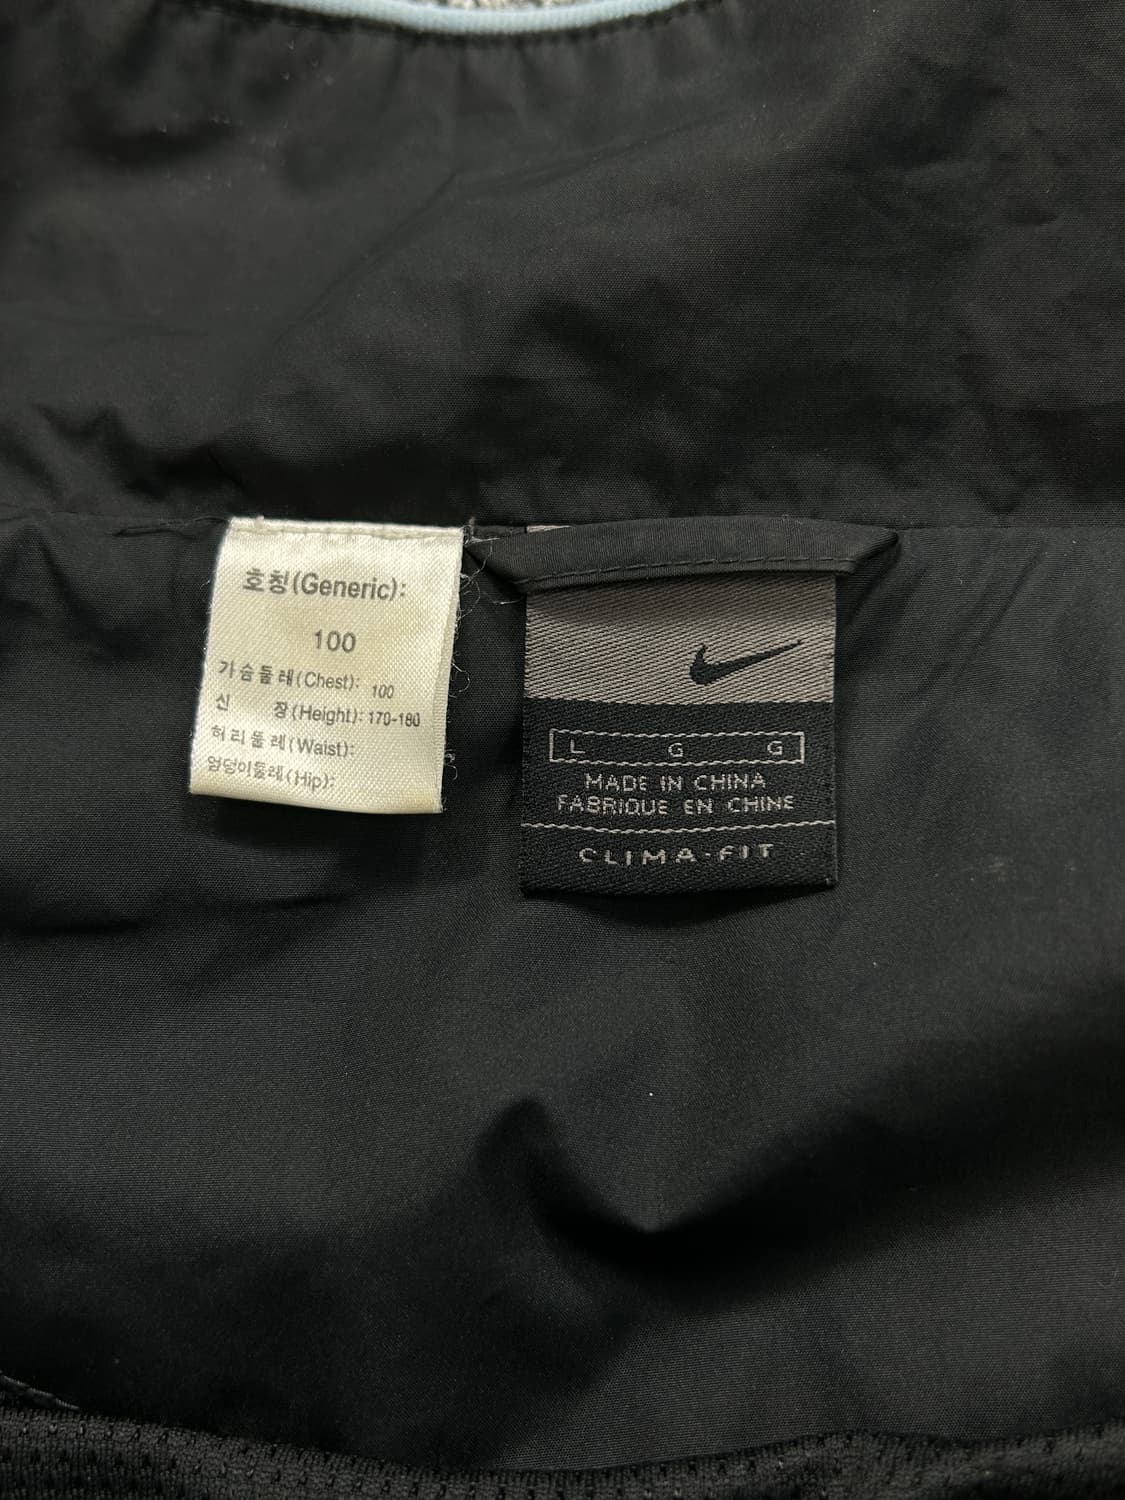 호칭(Generic):
100
가슴둘레(Chest): 100
신 장(Height): 170-180
허리둘레(Waist):
엉덩이둘레(Hip):
L G G
MADE IN CHINA
FABRIQUE EN CHINE
CLIMA-FIT